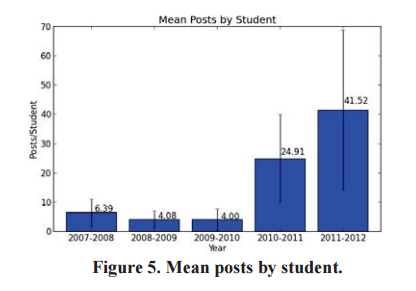 Mean Posts by Student
70
60
50
40
30
20
10
0
Posts/Student
6.39
4.08
4.00
24.91
41.52
2007-2008 2008-2009 2009-2010 2010-2011 2011-2012
Year
Figure 5. Mean posts by student.